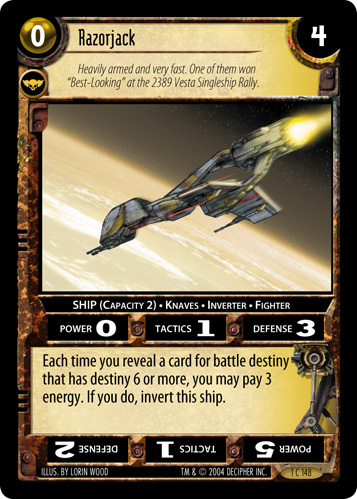 0 Razorjack 4
Heavily armed and very fast. One of them won
“Best-Looking” at the 2389 Vesta Singleship Rally.
SHIP (CAPACITY 2) • KNAVES • INVERTER • FIGHTER
POWER 0 TACTICS 1 DEFENSE 3
Each time you reveal a card for battle destiny
that has destiny 6 or more, you may pay 3
energy. If you do, invert this ship.
POWER 5 TACTICS 1 DEFENSE 2
ILLUS. BY LORIN WOOD TM & © 2004 DECIPHER INC. 1 C 148